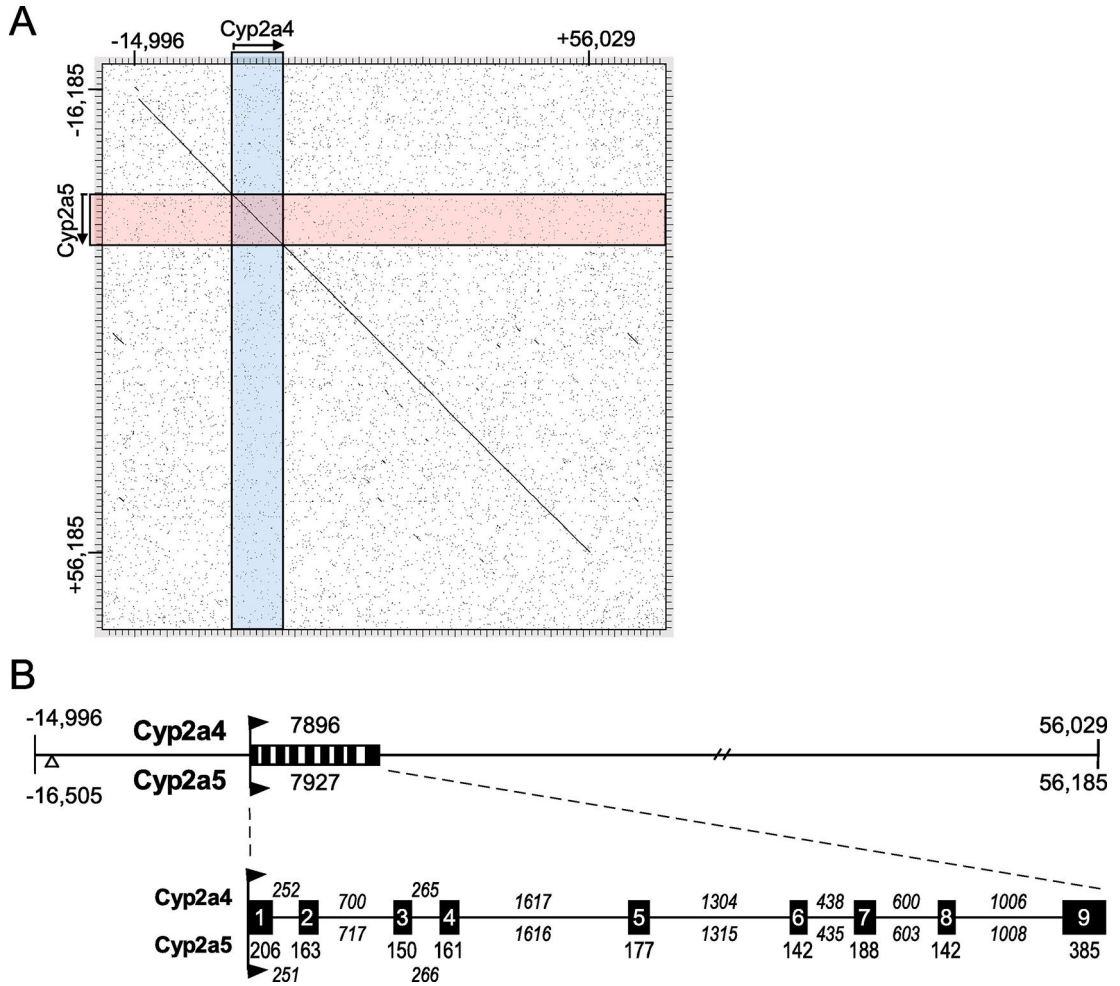 A
Cyp2a4
-14,996 +56,029
-16,185
Cyp2a5
+56,185
B
-14,996 Cyp2a4 7896 56,029
-16,505 Cyp2a5 7927 56,185
Cyp2a4 252 700 265 1617 1304 438 600 1006
1 2 3 4 5 6 7 8 9
Cyp2a5 717 1616 1315 435 603 1008
206 163 150 161 177 142 188 142 385
251 266